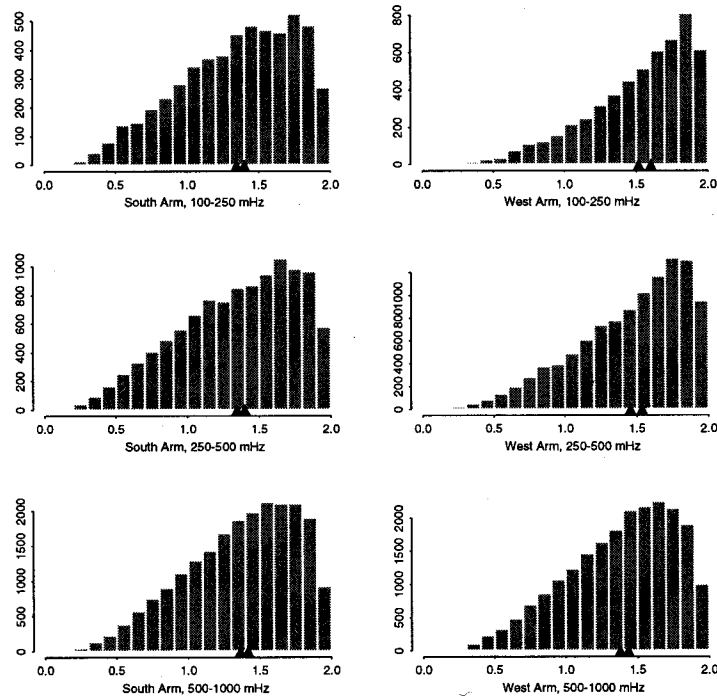 0 100 200 300 400 500
0.0 0.5 1.0 1.5 2.0
South Arm, 100-250 mHz
0 200 400 600 800
0.0 0.5 1.0 1.5 2.0
West Arm, 100-250 mHz
0 200 400 600 800 1000
0.0 0.5 1.0 1.5 2.0
South Arm, 250-500 mHz
0 200 400 600 8001000
0.0 0.5 1.0 1.5 2.0
West Arm, 250-500 mHz
0 500 1000 1500 2000
0.0 0.5 1.0 1.5 2.0
South Arm, 500-1000 mHz
0 500 1000 1500 2000
0.0 0.5 1.0 1.5 2.0
West Arm, 500-1000 mHz